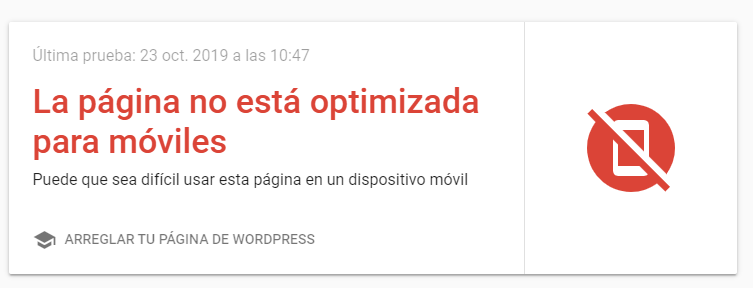 Última prueba: 23 oct. 2019 a las 10:47
La página no está optimizada
para móviles
Puede que sea difícil usar esta página en un dispositivo móvil
ARREGLAR TU PÁGINA DE WORDPRESS